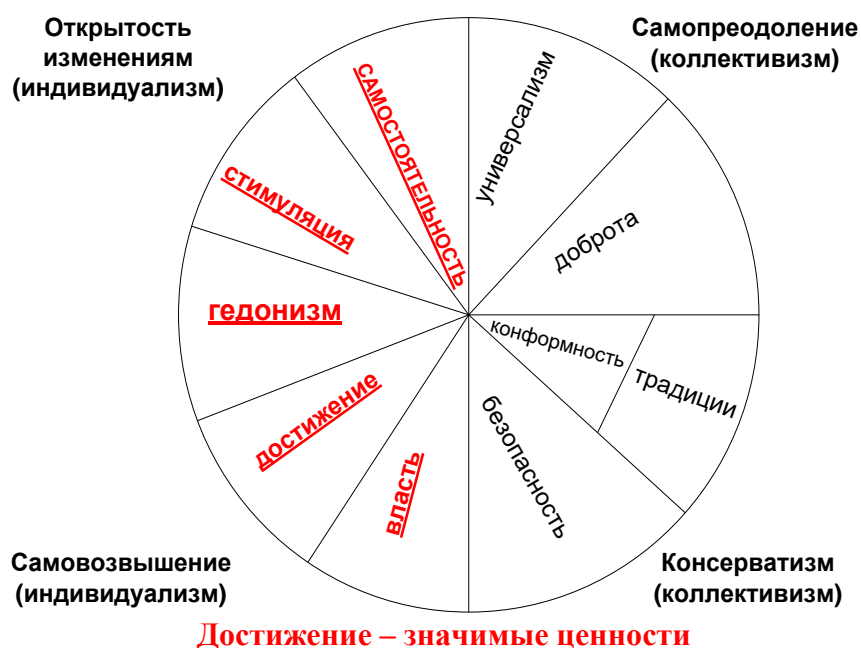 Открытость
изменениям
(индивидуализм)
Самопреодоление
(коллективизм)
САМОСТОЯТЕЛЬНОСТЬ
универсализм
стимуляция
доброта
гедонизм
конформность
традиции
достижение
безопасность
власть
Самовозвышение
(индивидуализм)
Консерватизм
(коллективизм)
Достижение – значимые ценности